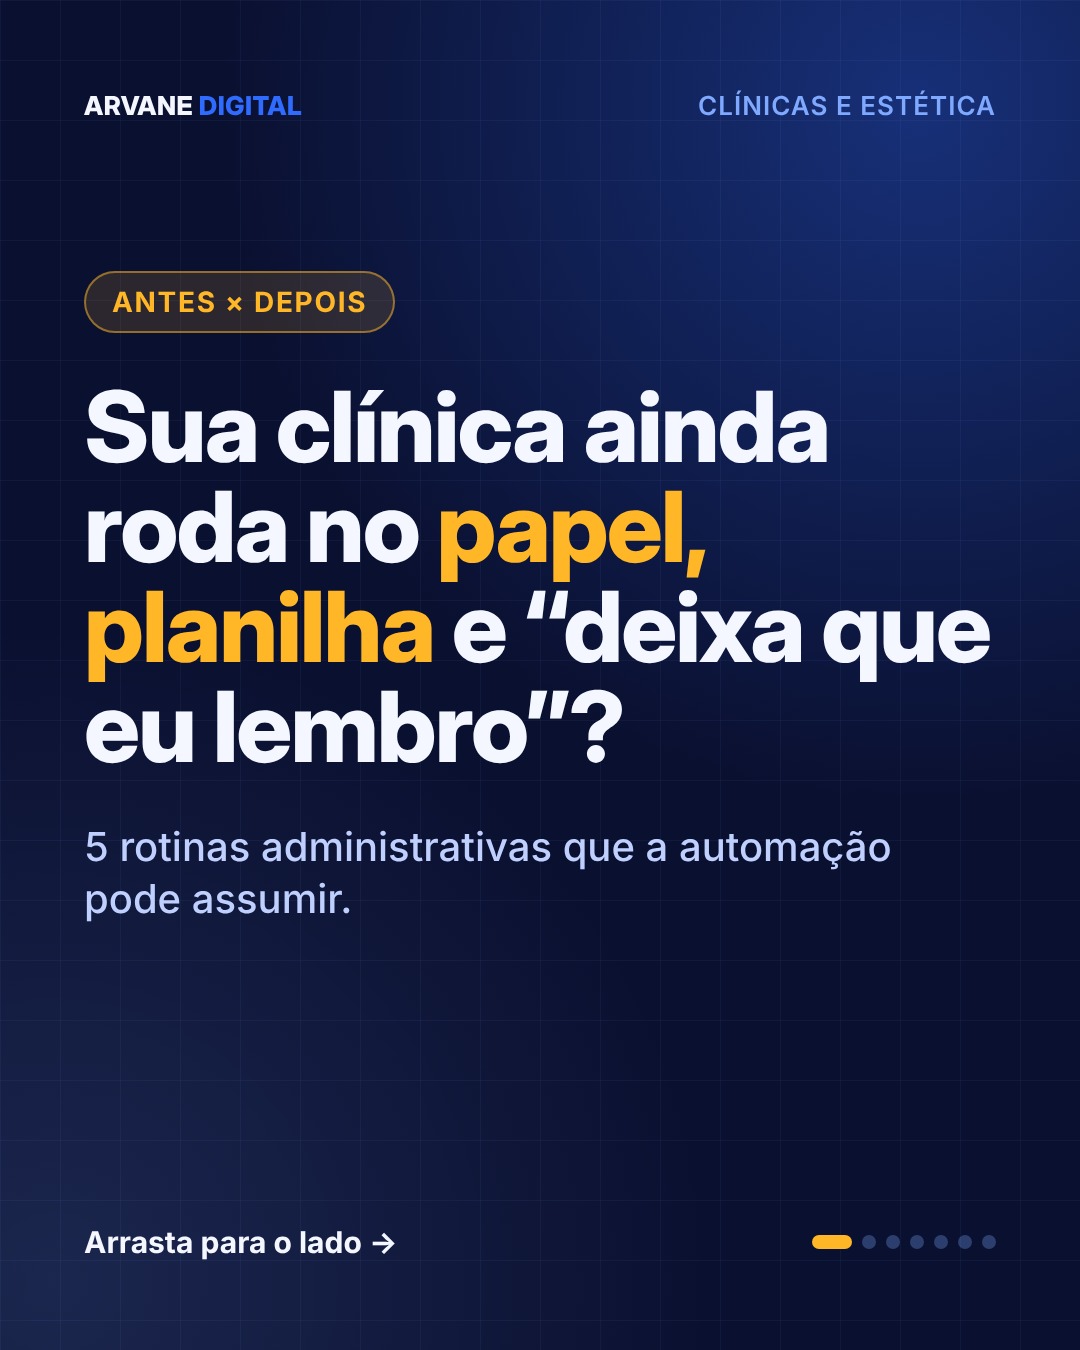 ARVANE DIGITAL
CLÍNICAS E ESTÉTICA
ANTES × DEPOIS
Sua clínica ainda
roda no papel,
planilha e “deixa que
eu lembro”?
5 rotinas administrativas que a automação
pode assumir.
Arrasta para o lado →